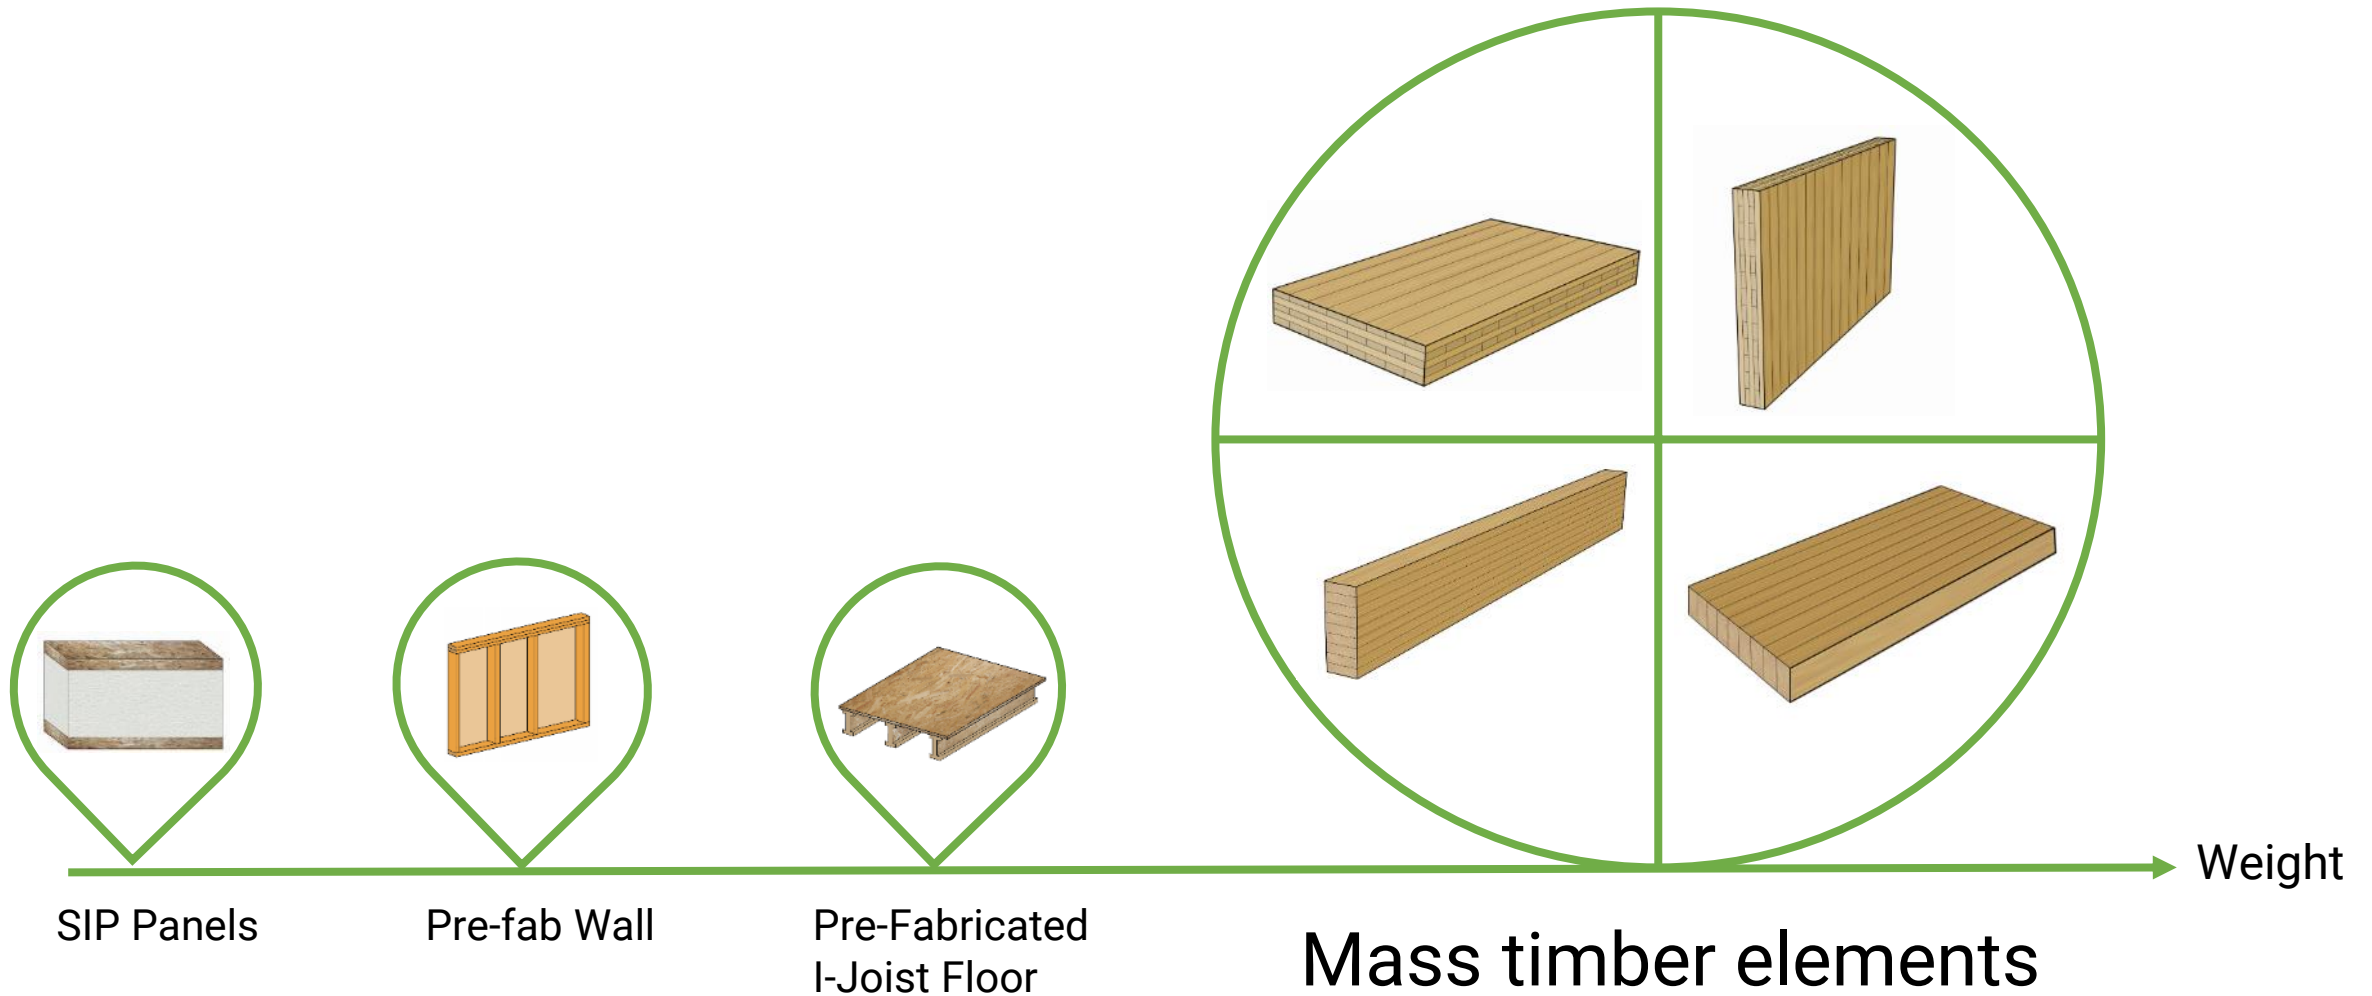 Weight
SIP Panels
Pre-fab Wall
Pre-Fabricated
I-Joist Floor
Mass timber elements